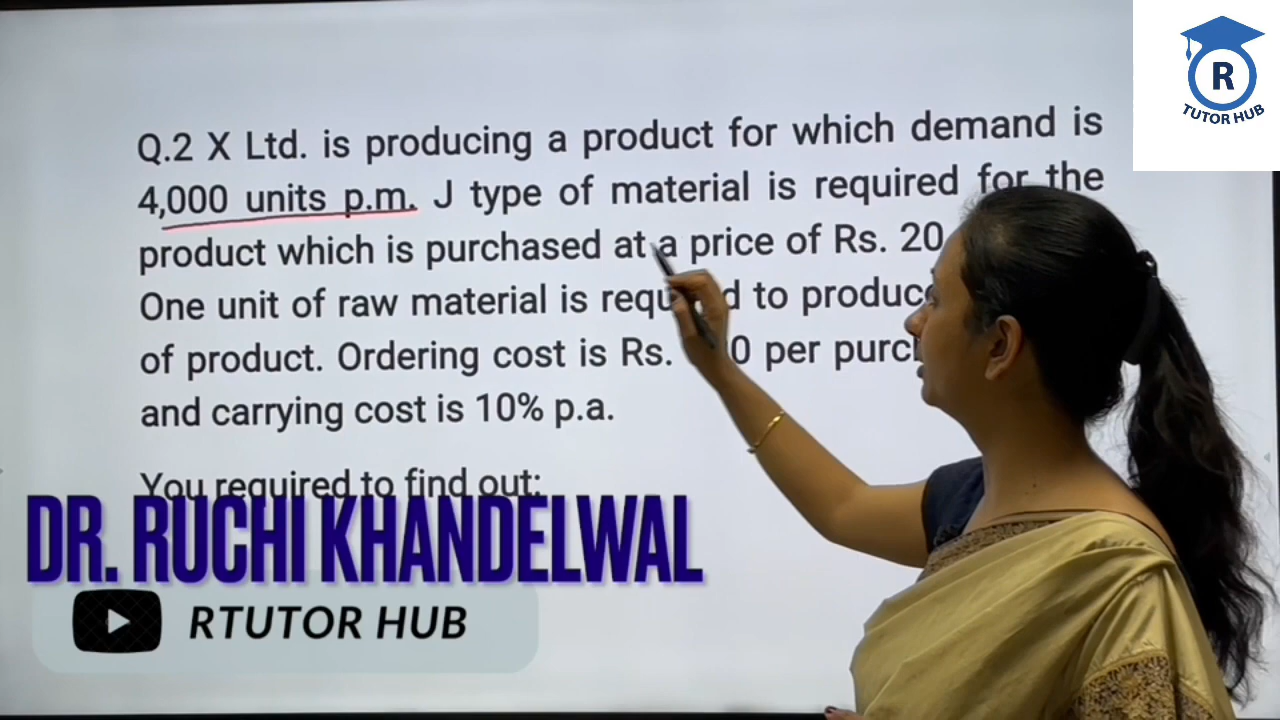 Q.2 X Ltd. is producing a product for which demand is
4,000 units p.m. J type of material is required for the
product which is purchased at a price of Rs. 20
One unit of raw material is to
of product. Ordering cost is Rs. per
and carrying cost is 10% p.a.
You required to find out:
DR. RUCHI KHANDELWAL
RTUTOR HUB
R
TUTOR HUB